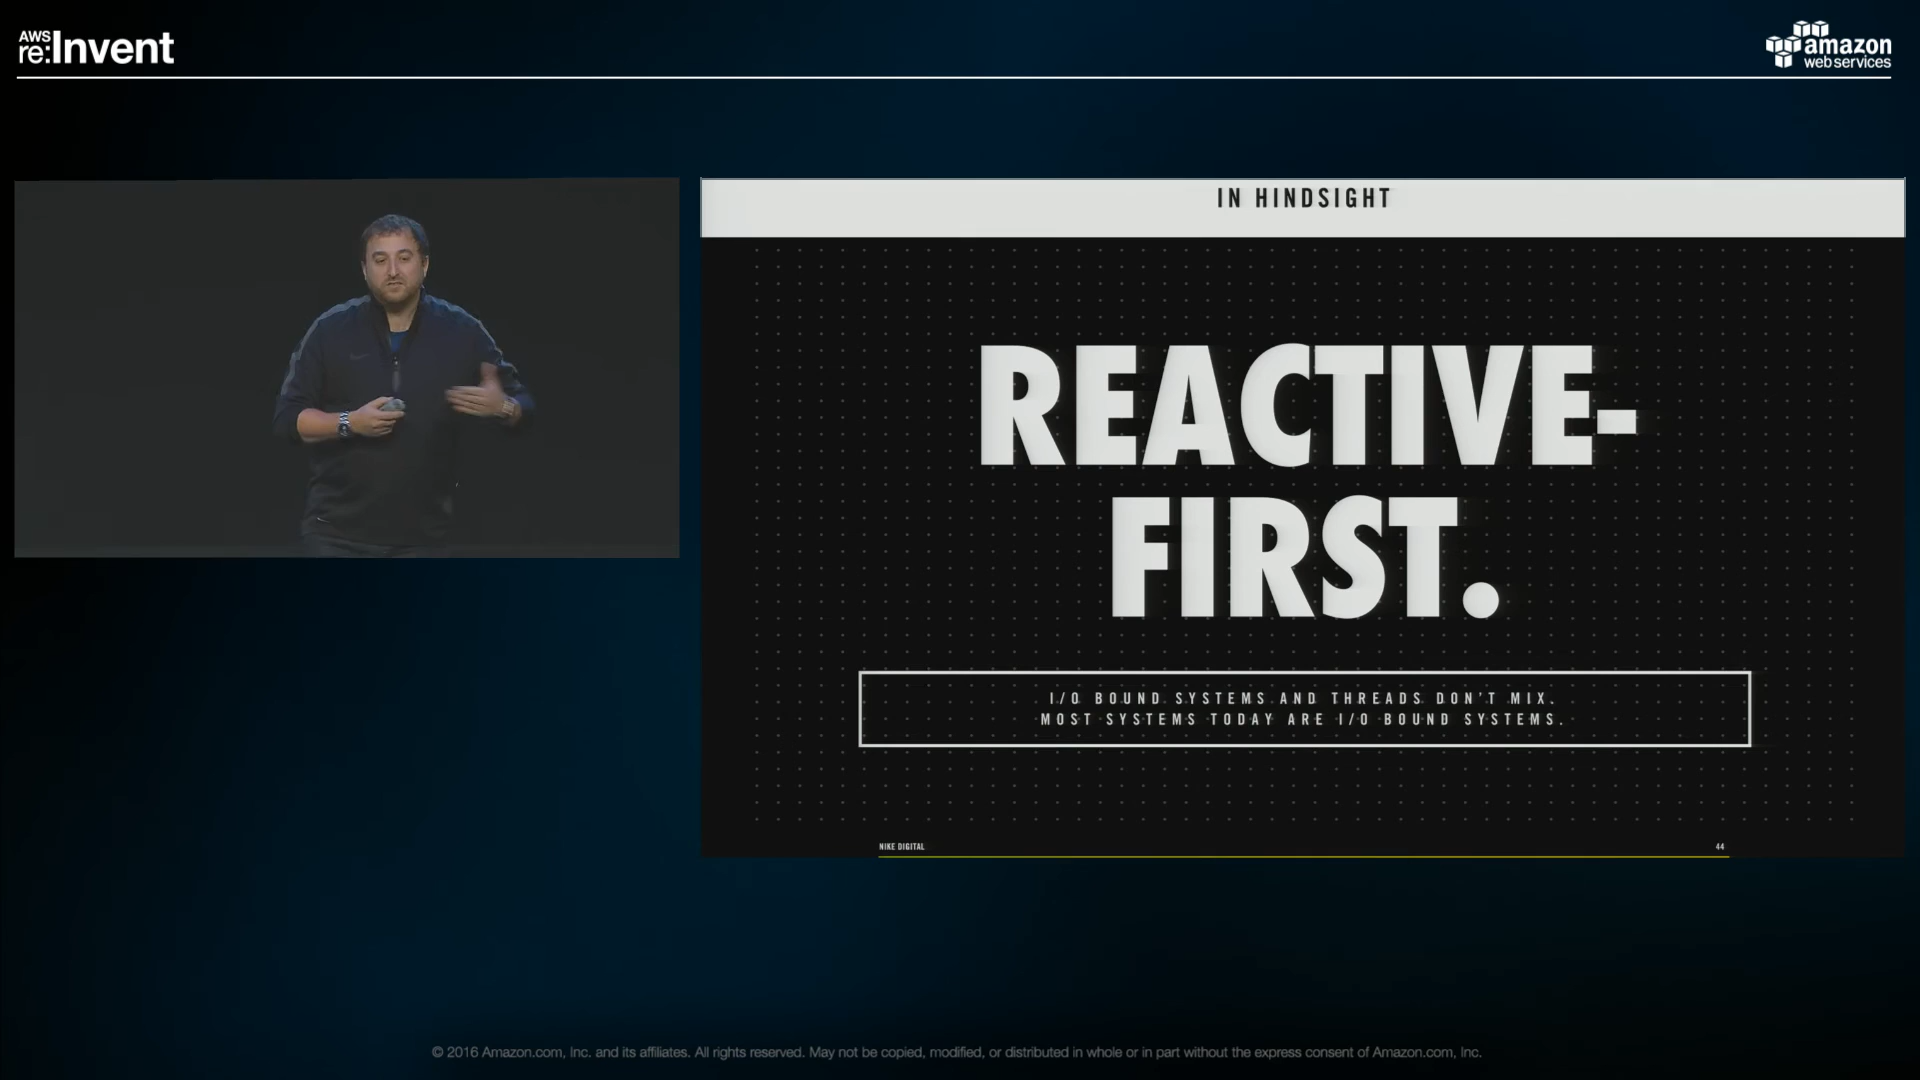 AWS
re:Invent
amazon
web services
IN HINDSIGHT
REACTIVE-
FIRST.
I/O BOUND SYSTEMS AND THREADS DON'T MIX.
MOST SYSTEMS TODAY ARE I/O BOUND SYSTEMS.
NIKE DIGITAL
44
© 2016 Amazon.com, Inc. and its affiliates. All rights reserved. May not be copied, modified, or distributed in whole or in part without the express consent of Amazon.com, Inc.